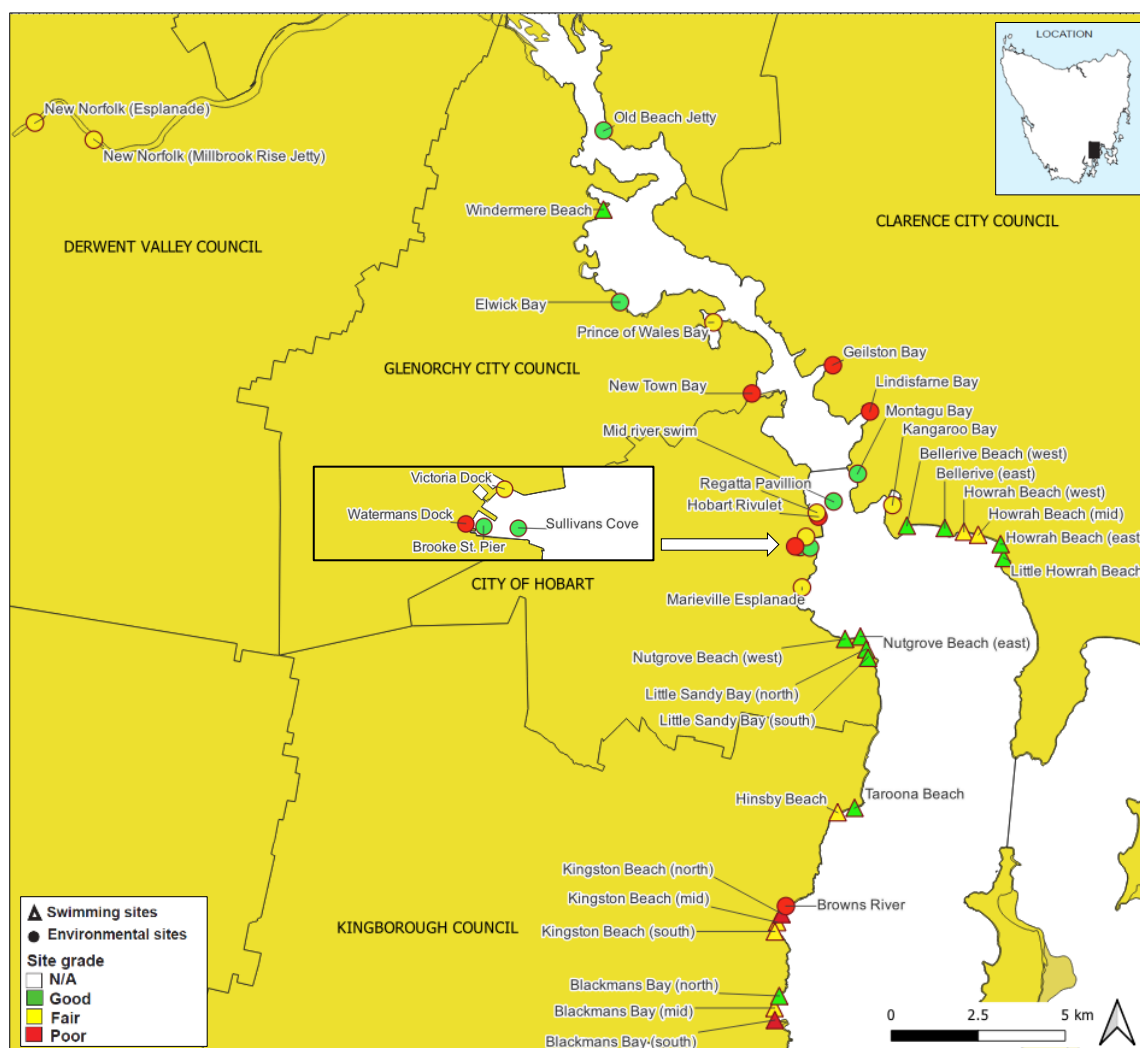 LOCATION
New Norfolk (Esplanade)
New Norfolk (Millbrook Rise Jetty)
Old Beach Jetty
Windermere Beach
CLARENCE CITY COUNCIL
DERWENT VALLEY COUNCIL
Elwick Bay
Prince of Wales Bay
Geilston Bay
GLENORCHY CITY COUNCIL
New Town Bay
Lindisfarne Bay
Montagu Bay
Mid river swim
Kangaroo Bay
Bellerive Beach (west)
Bellerive (east)
Victoria Dock
Regatta Pavillion
Howrah Beach (west)
Hobart Rivulet
Howrah Beach (mid)
Watermans Dock
Sullivans Cove
Howrah Beach (east
Brooke St. Pier
Little Howrah Beach
CITY OF HOBART
Marieville Esplanade
Nutgrove Beach (east)
Nutgrove Beach (west)
Little Sandy Bay (north)
Little Sandy Bay (south)
Hinsby Beach
Taroona Beach
Kingston Beach (north)
Kingston Beach (mid)
Browns River
KINGBOROUGH COUNCIL
Kingston Beach (south)
Blackmans Bay (north)
Blackmans Bay (mid)
Blackmans Bay (south)
Swimming sites
Environmental sites
Site grade
N/A
Good
Fair
Poor
0 2.5 5 km